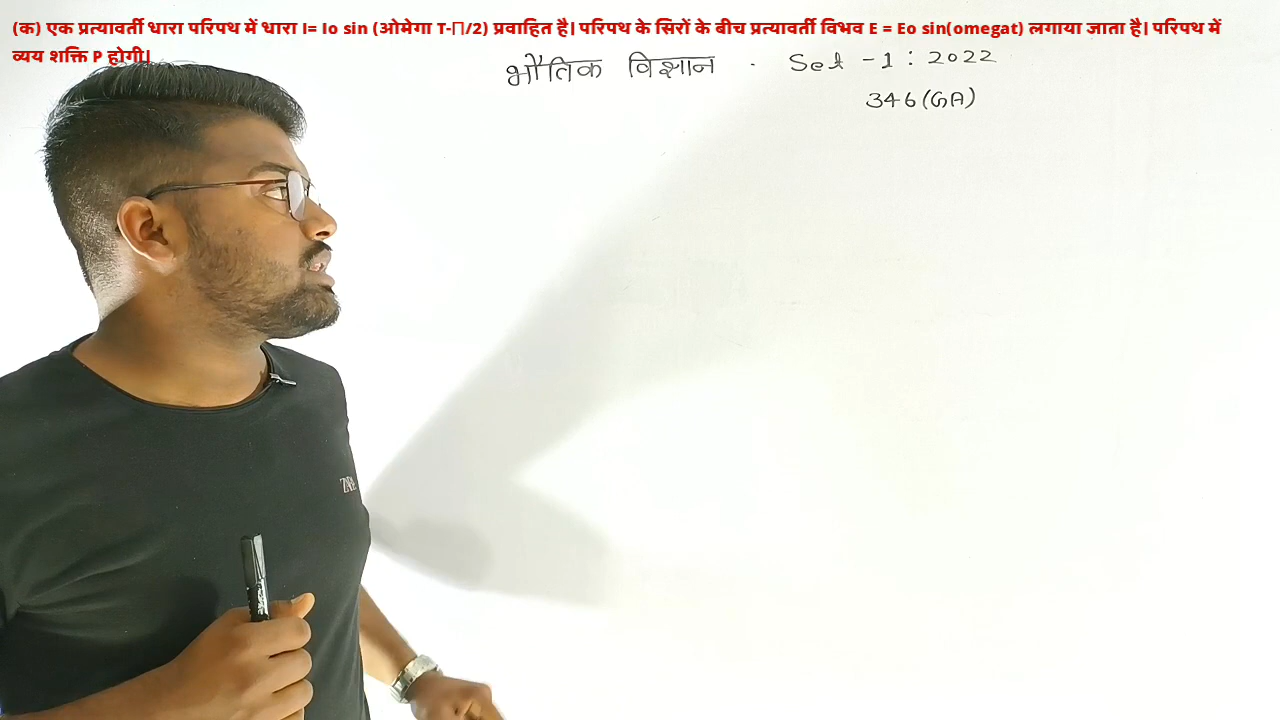 (क) एक प्रत्यावर्ती धारा परिपथ में धारा I= Io sin (ओमेगा T-∏/2) प्रवाहित है। परिपथ के सिरों के बीच प्रत्यावर्ती विभव E = Eo sin(omegat) लगाया जाता है। परिपथ में
व्यय शक्ति P होगी।
भौतिक विज्ञान · Set -1 : 2022
346(GA)
ZARA